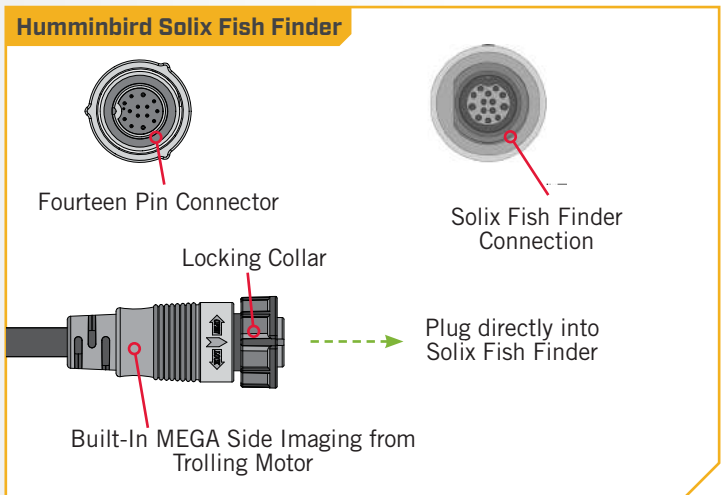 Humminbird Solix Fish Finder
Fourteen Pin Connector
Solix Fish Finder
Connection
Locking Collar
Plug directly into
Solix Fish Finder
Built-In MEGA Side Imaging from
Trolling Motor